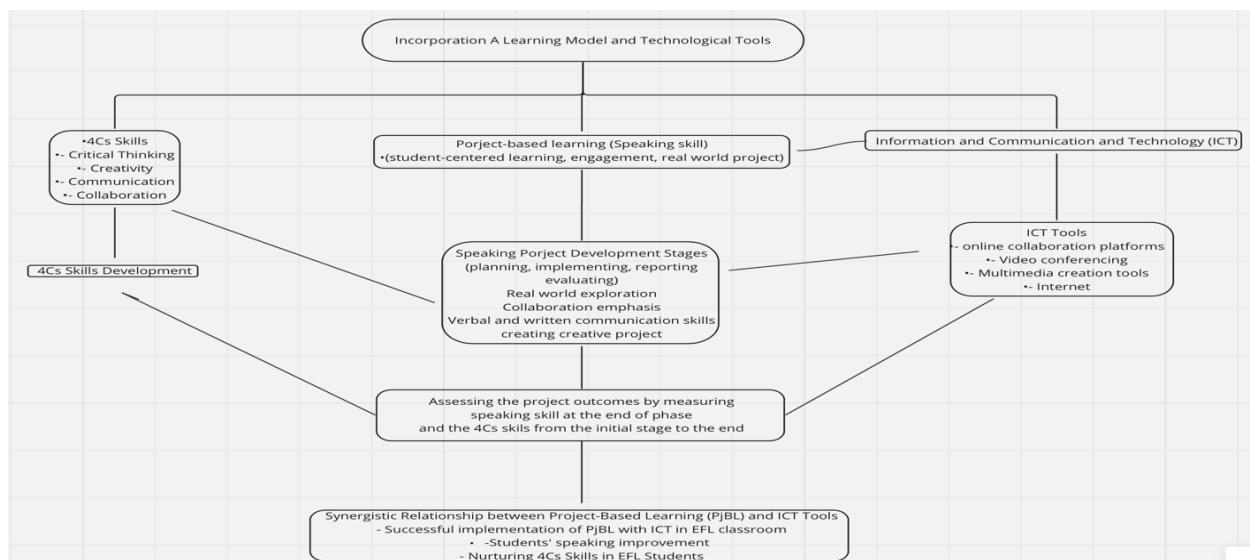 Incorporation A Learning Model and Technological Tools
•4Cs Skills
•- Critical Thinking
•- Creativity
•- Communication
•- Collaboration
Porject-based learning (Speaking skill)
•(student-centered learning, engagement, real world project)
Information and Communication and Technology (ICT)
4Cs Skills Development
Speaking Porject Development Stages
(planning, implementing, reporting
evaluating)
Real world exploration
Collaboration emphasis
Verbal and written communication skills
creating creative project
ICT Tools
•- online collaboration platforms
•- Video conferencing
•- Multimedia creation tools
•- Internet
Assessing the project outcomes by measuring
speaking skill at the end of phase
and the 4Cs skils from the initial stage to the end
Synergistic Relationship between Project-Based Learning (PjBL) and ICT Tools
- Successful implementation of PjBL with ICT in EFL classroom
• -Students' speaking improvement
- Nurturing 4Cs Skills in EFL Students